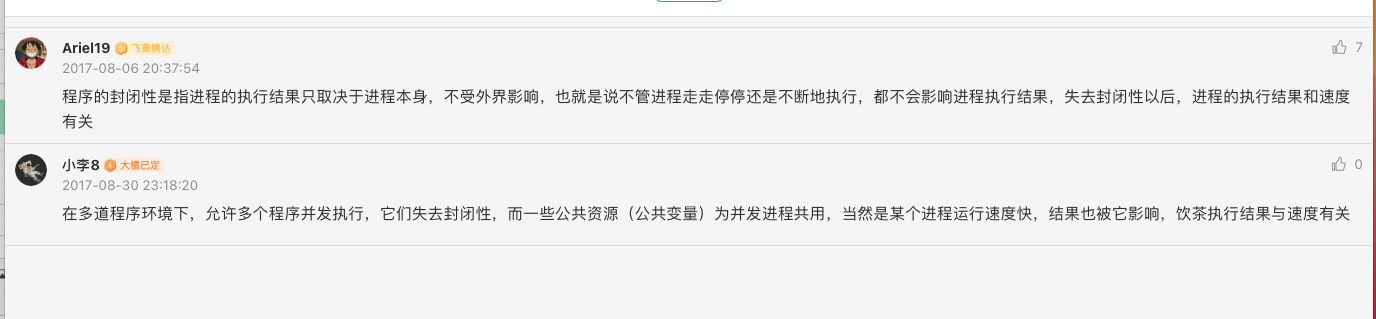 Ariel19 飞黄腾达 7
2017-08-06 20:37:54
程序的封闭性是指进程的执行结果只取决于进程本身，不受外界影响，也就是说不管进程走走停停还是不断地执行，都不会影响进程执行结果，失去封闭性以后，进程的执行结果和速度
有关
小李8 大橘已定 0
2017-08-30 23:18:20
在多道程序环境下，允许多个程序并发执行，它们失去封闭性，而一些公共资源（公共变量）为并发进程共用，当然是某个进程运行速度快，结果也被它影响，饮茶执行结果与速度有关